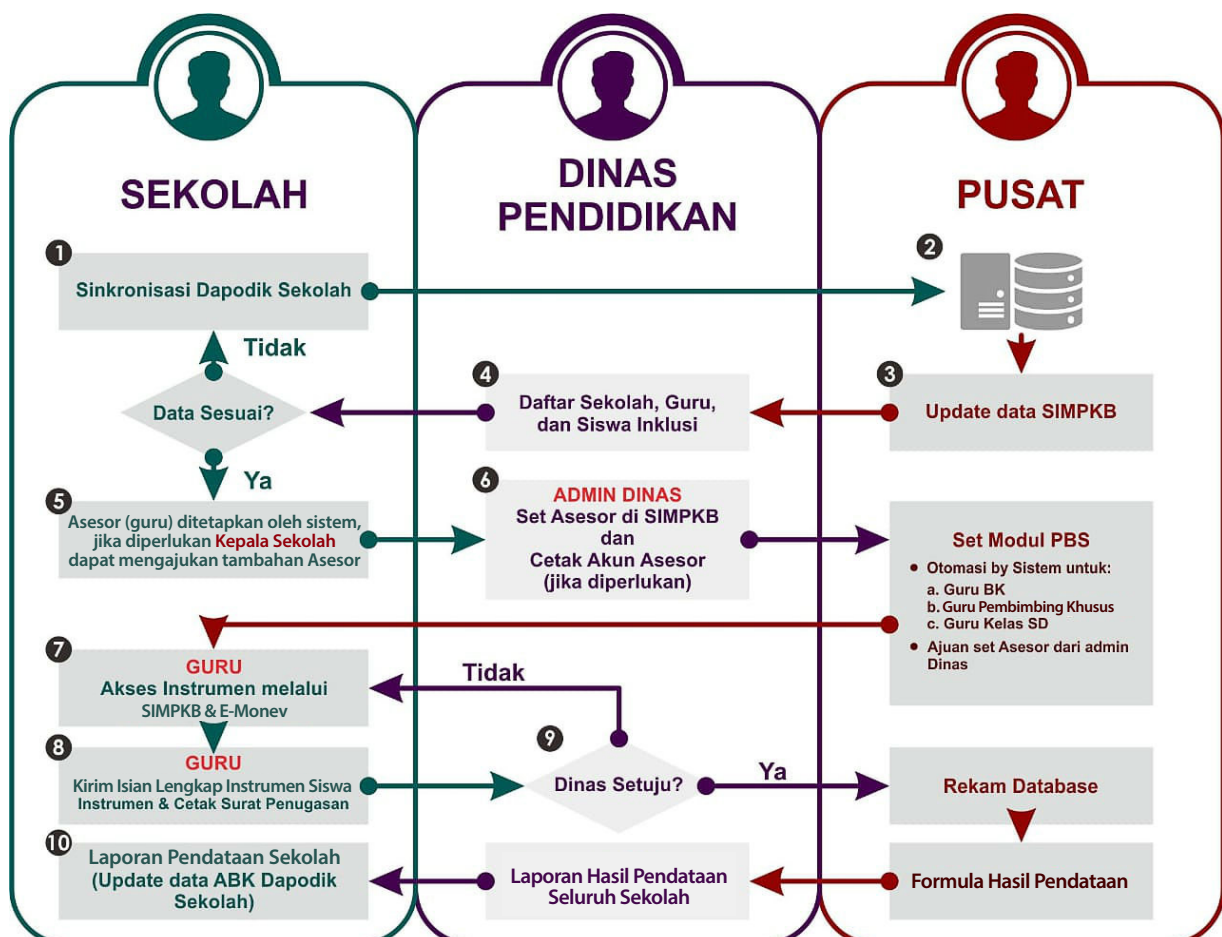 SEKOLAH
DINAS
PENDIDIKAN
PUSAT
1
Sinkronisasi Dapodik Sekolah
2
Tidak
Data Sesuai?
4
Daftar Sekolah, Guru,
dan Siswa Inklusi
3
Update data SIMPKB
Ya
5
Asesor (guru) ditetapkan oleh sistem,
jika diperlukan Kepala Sekolah
dapat mengajukan tambahan Asesor
6
ADMIN DINAS
Set Asesor di SIMPKB
dan
Cetak Akun Asesor
(jika diperlukan)
Set Modul PBS
• Otomasi by Sistem untuk:
a. Guru BK
b. Guru Pembimbing Khusus
c. Guru Kelas SD
• Ajuan set Asesor dari admin
Dinas
7
GURU
Akses Instrumen melalui
SIMPKB & E-Monev
Tidak
8
GURU
Kirim Isian Lengkap Instrumen Siswa
Instrumen & Cetak Surat Penugasan
9
Dinas Setuju?
Ya
Rekam Database
10
Laporan Pendataan Sekolah
(Update data ABK Dapodik
Sekolah)
Laporan Hasil Pendataan
Seluruh Sekolah
Formula Hasil Pendataan